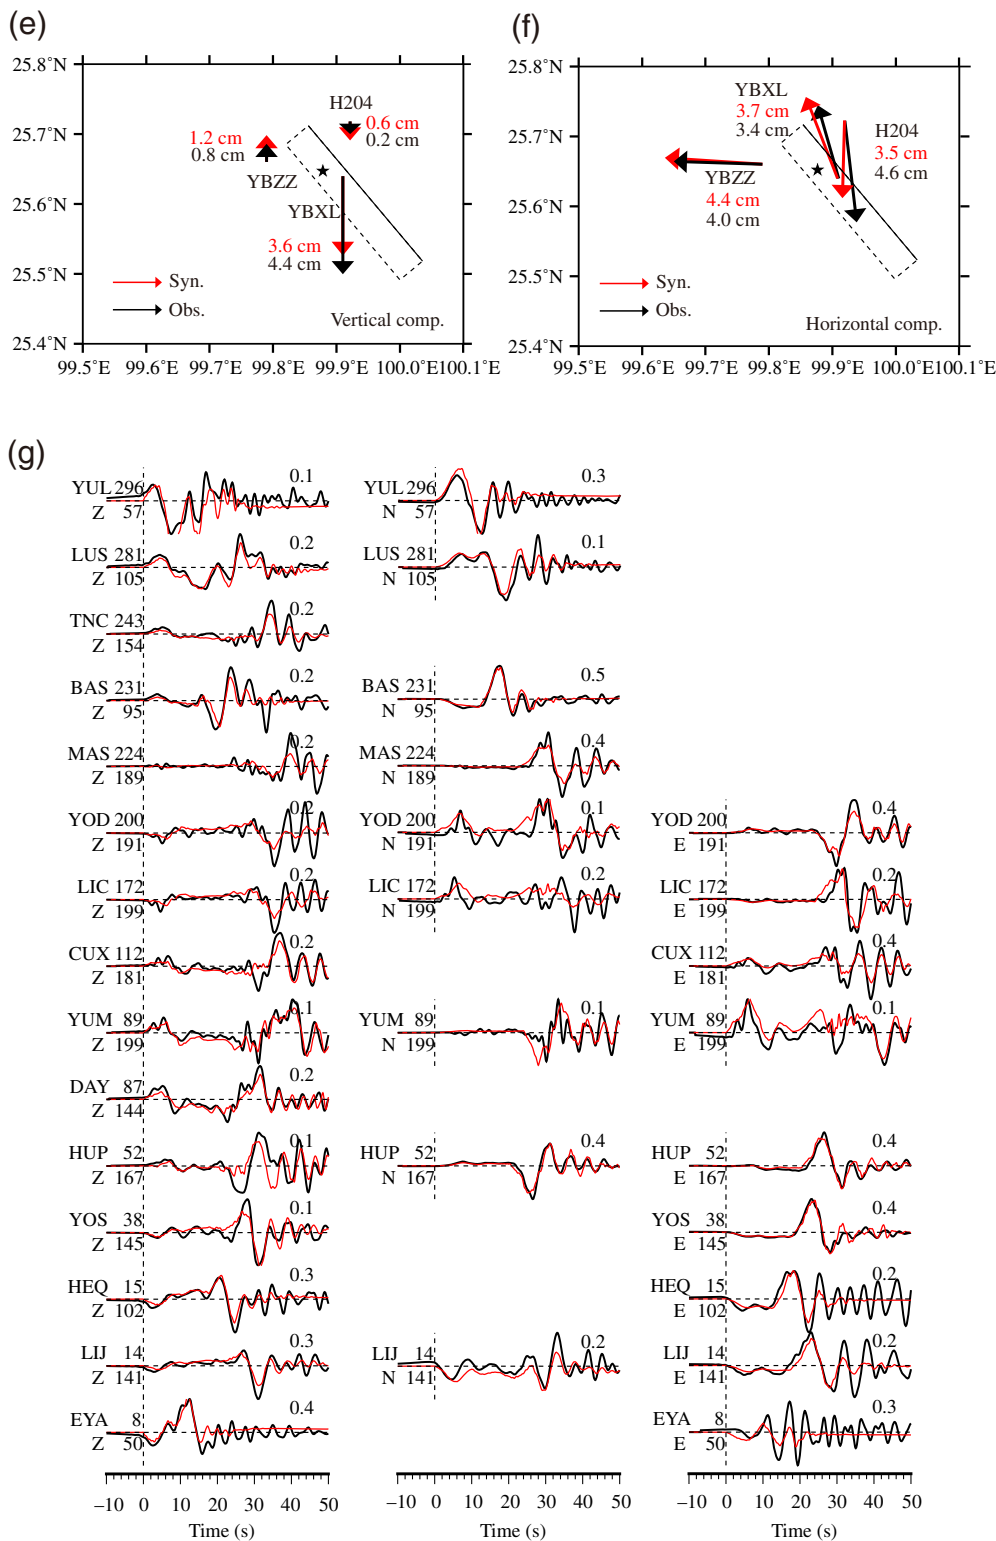 (e)
25.8°N
25.7°N
25.6°N
25.5°N
25.4°N
H204
0.6 cm
0.2 cm
1.2 cm
0.8 cm
YBZZ
YBXL
3.6 cm
4.4 cm
Syn.
Obs.
Vertical comp.
99.5°E 99.6°E 99.7°E 99.8°E 99.9°E 100.0°E 100.1°E
(f)
25.8°N
25.7°N
25.6°N
25.5°N
25.4°N
YBXL
3.7 cm
3.4 cm
H204
3.5 cm
4.6 cm
YBZZ
4.4 cm
4.0 cm
Syn.
Obs.
Horizontal comp.
99.5°E 99.6°E 99.7°E 99.8°E 99.9°E 100.0°E 100.1°E
(g)
YUL 296 0.1
Z 57
LUS 281 0.2
Z 105
TNC 243 0.2
Z 154
BAS 231 0.2
Z 95
MAS 224 0.2
Z 189
YOD 200 0.2
Z 191
LIC 172 0.2
Z 199
CUX 112 0.2
Z 181
YUM 89 0.1
Z 199
DAY 87 0.2
Z 144
HUP 52 0.1
Z 167
YOS 38 0.1
Z 145
HEQ 15 0.3
Z 102
LIJ 14 0.3
Z 141
EYA 8 0.4
Z 50
−10 0 10 20 30 40 50
Time (s)
YUL 296 0.3
N 57
LUS 281 0.1
N 105
BAS 231 0.5
N 95
MAS 224 0.4
N 189
YOD 200 0.1
N 191
LIC 172 0.2
N 199
YUM 89 0.1
N 199
HUP 52 0.4
N 167
LIJ 14 0.2
N 141
−10 0 10 20 30 40 50
Time (s)
YOD 200 0.4
E 191
LIC 172 0.2
E 199
CUX 112 0.4
E 181
YUM 89 0.1
E 199
HUP 52 0.4
E 167
YOS 38 0.4
E 145
HEQ 15 0.2
E 102
LIJ 14 0.2
E 141
EYA 8 0.3
E 50
−10 0 10 20 30 40 50
Time (s)